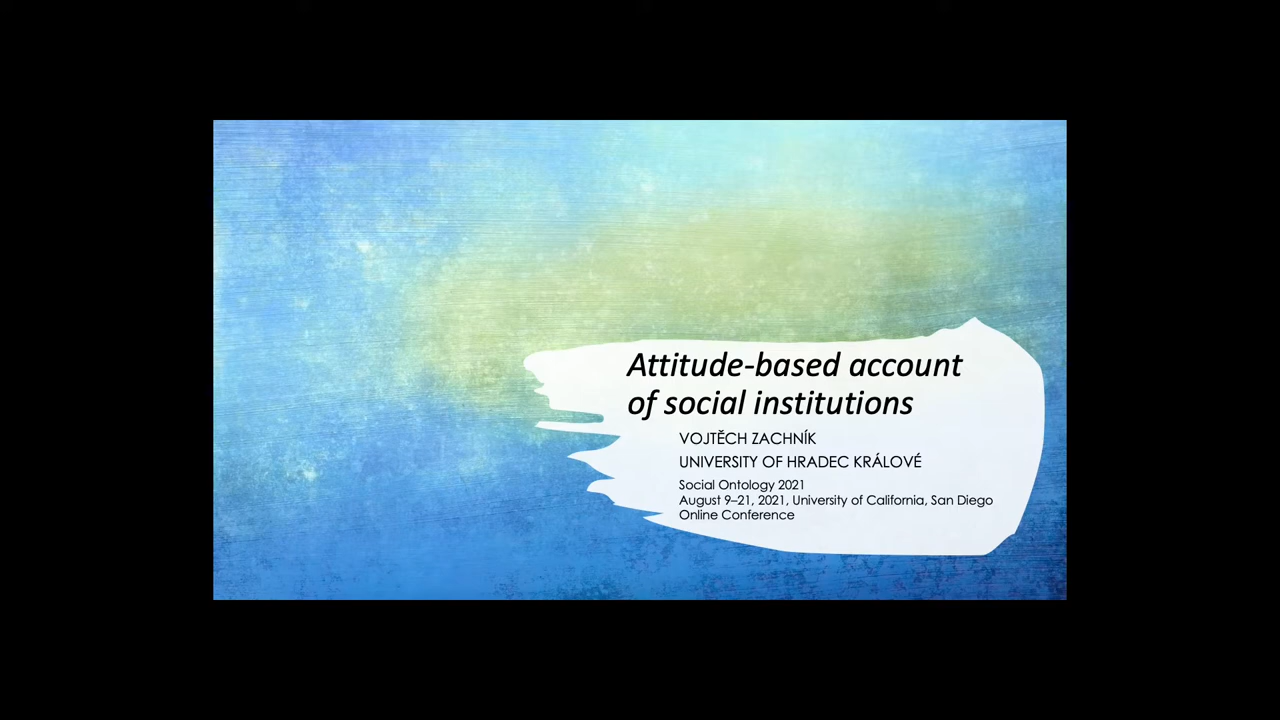 Attitude-based account
of social institutions
VOJTĚCH ZACHNÍK
UNIVERSITY OF HRADEC KRÁLOVÉ
Social Ontology 2021
August 9–21, 2021, University of California, San Diego
Online Conference